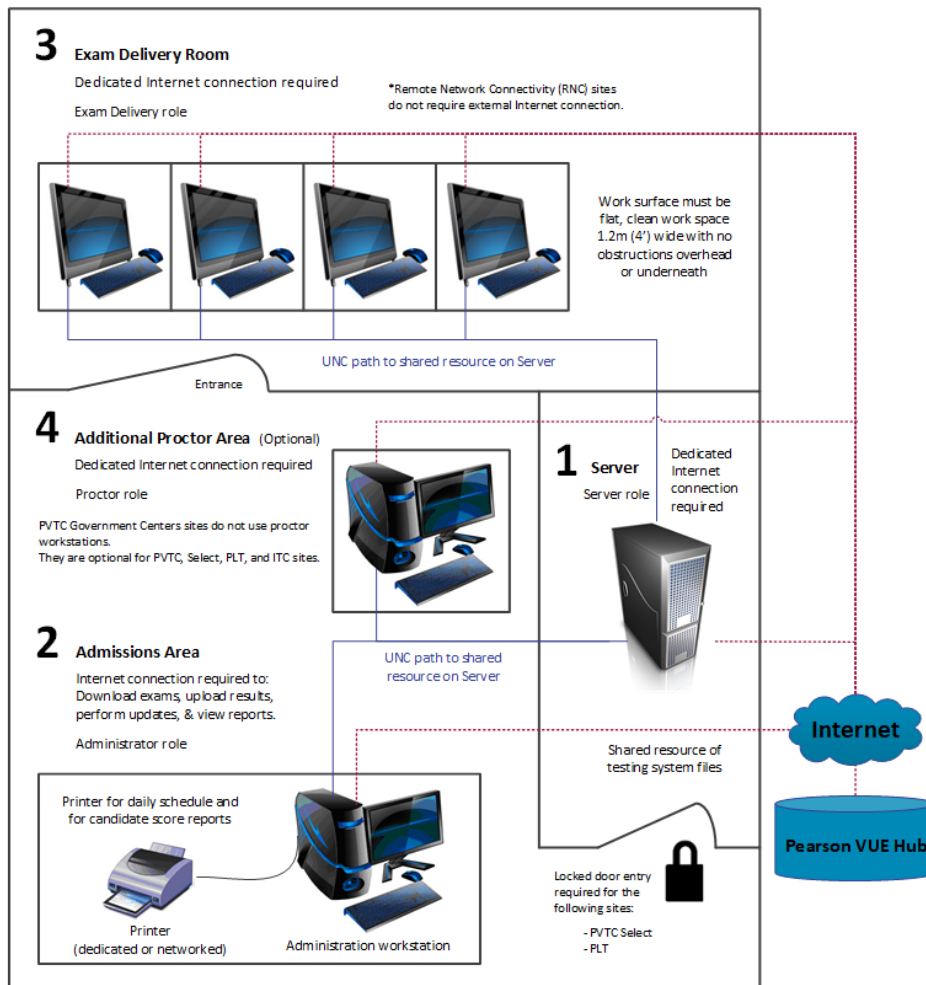 3 Exam Delivery Room
Dedicated Internet connection required
Exam Delivery role
*Remote Network Connectivity (RNC) sites
do not require external Internet connection.
Work surface must be
flat, clean work space
1.2m (4') wide with no
obstructions overhead
or underneath
UNC path to shared resource on Server
Entrance
4 Additional Proctor Area (Optional)
Dedicated Internet connection required
Proctor role
PVTC Government Centers sites do not use proctor
workstations.
They are optional for PVTC, Select, PLT, and ITC sites.
1 Server
Server role
Dedicated
Internet
connection
required
2 Admissions Area
Internet connection required to:
Download exams, upload results,
perform updates, & view reports.
Administrator role
UNC path to shared
resource on Server
Internet
Shared resource of
testing system files
Pearson VUE Hub
Printer for daily schedule and
for candidate score reports
Printer
(dedicated or networked)
Administration workstation
Locked door entry
required for the
following sites:
- PVTC Select
- PLT